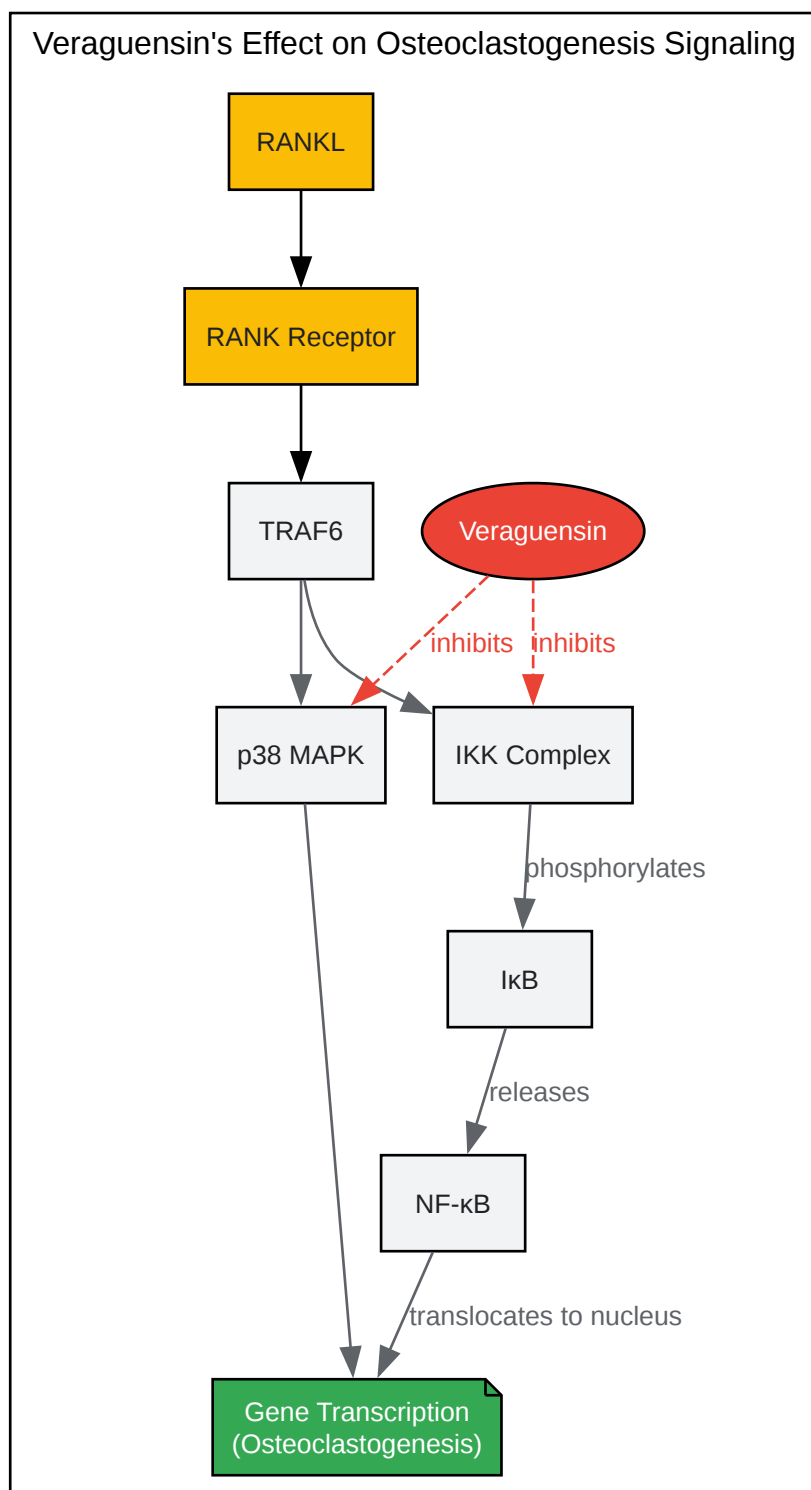 Veraguensin's Effect on Osteoclastogenesis Signaling
RANKL
RANK Receptor
TRAF6
Veraguensin
inhibits
inhibits
p38 MAPK
IKK Complex
phosphorylates
IκB
releases
NF-κB
translocates to nucleus
Gene Transcription
(Osteoclastogenesis)